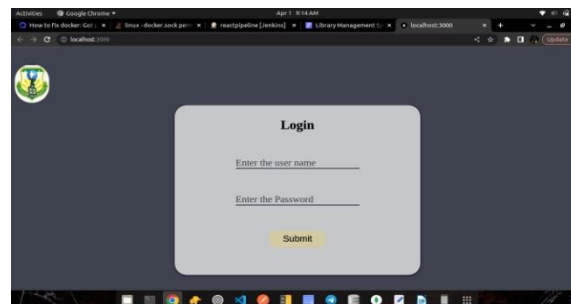 Activities Google Chrome Apr 1 9:14 AM
How to fix docker: Got linux - docker.sock perm reactpipeline [Jenkins] Library Management localhost:3000
localhost:3000 Update
Login
Enter the user name
Enter the Password
Submit